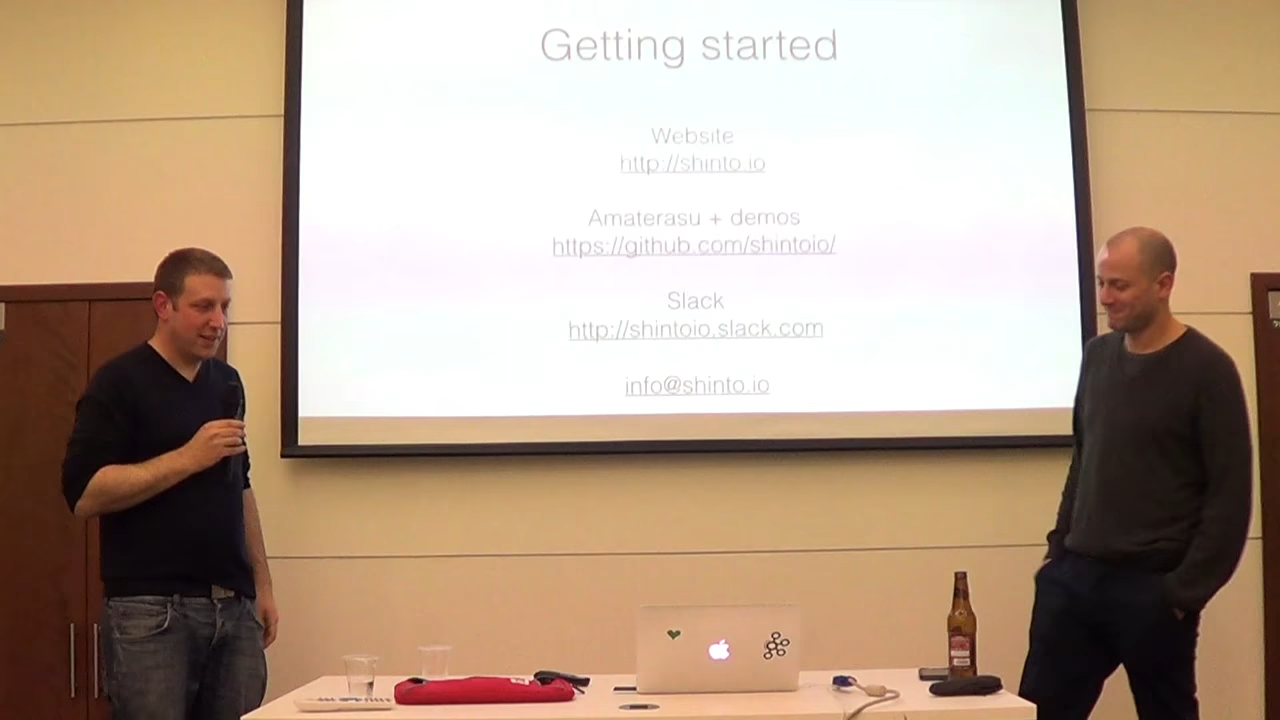 Getting started
Website
http://shinto.io
Amaterasu + demos
https://github.com/shintoio/
Slack
http://shintoio.slack.com
info@shinto.io